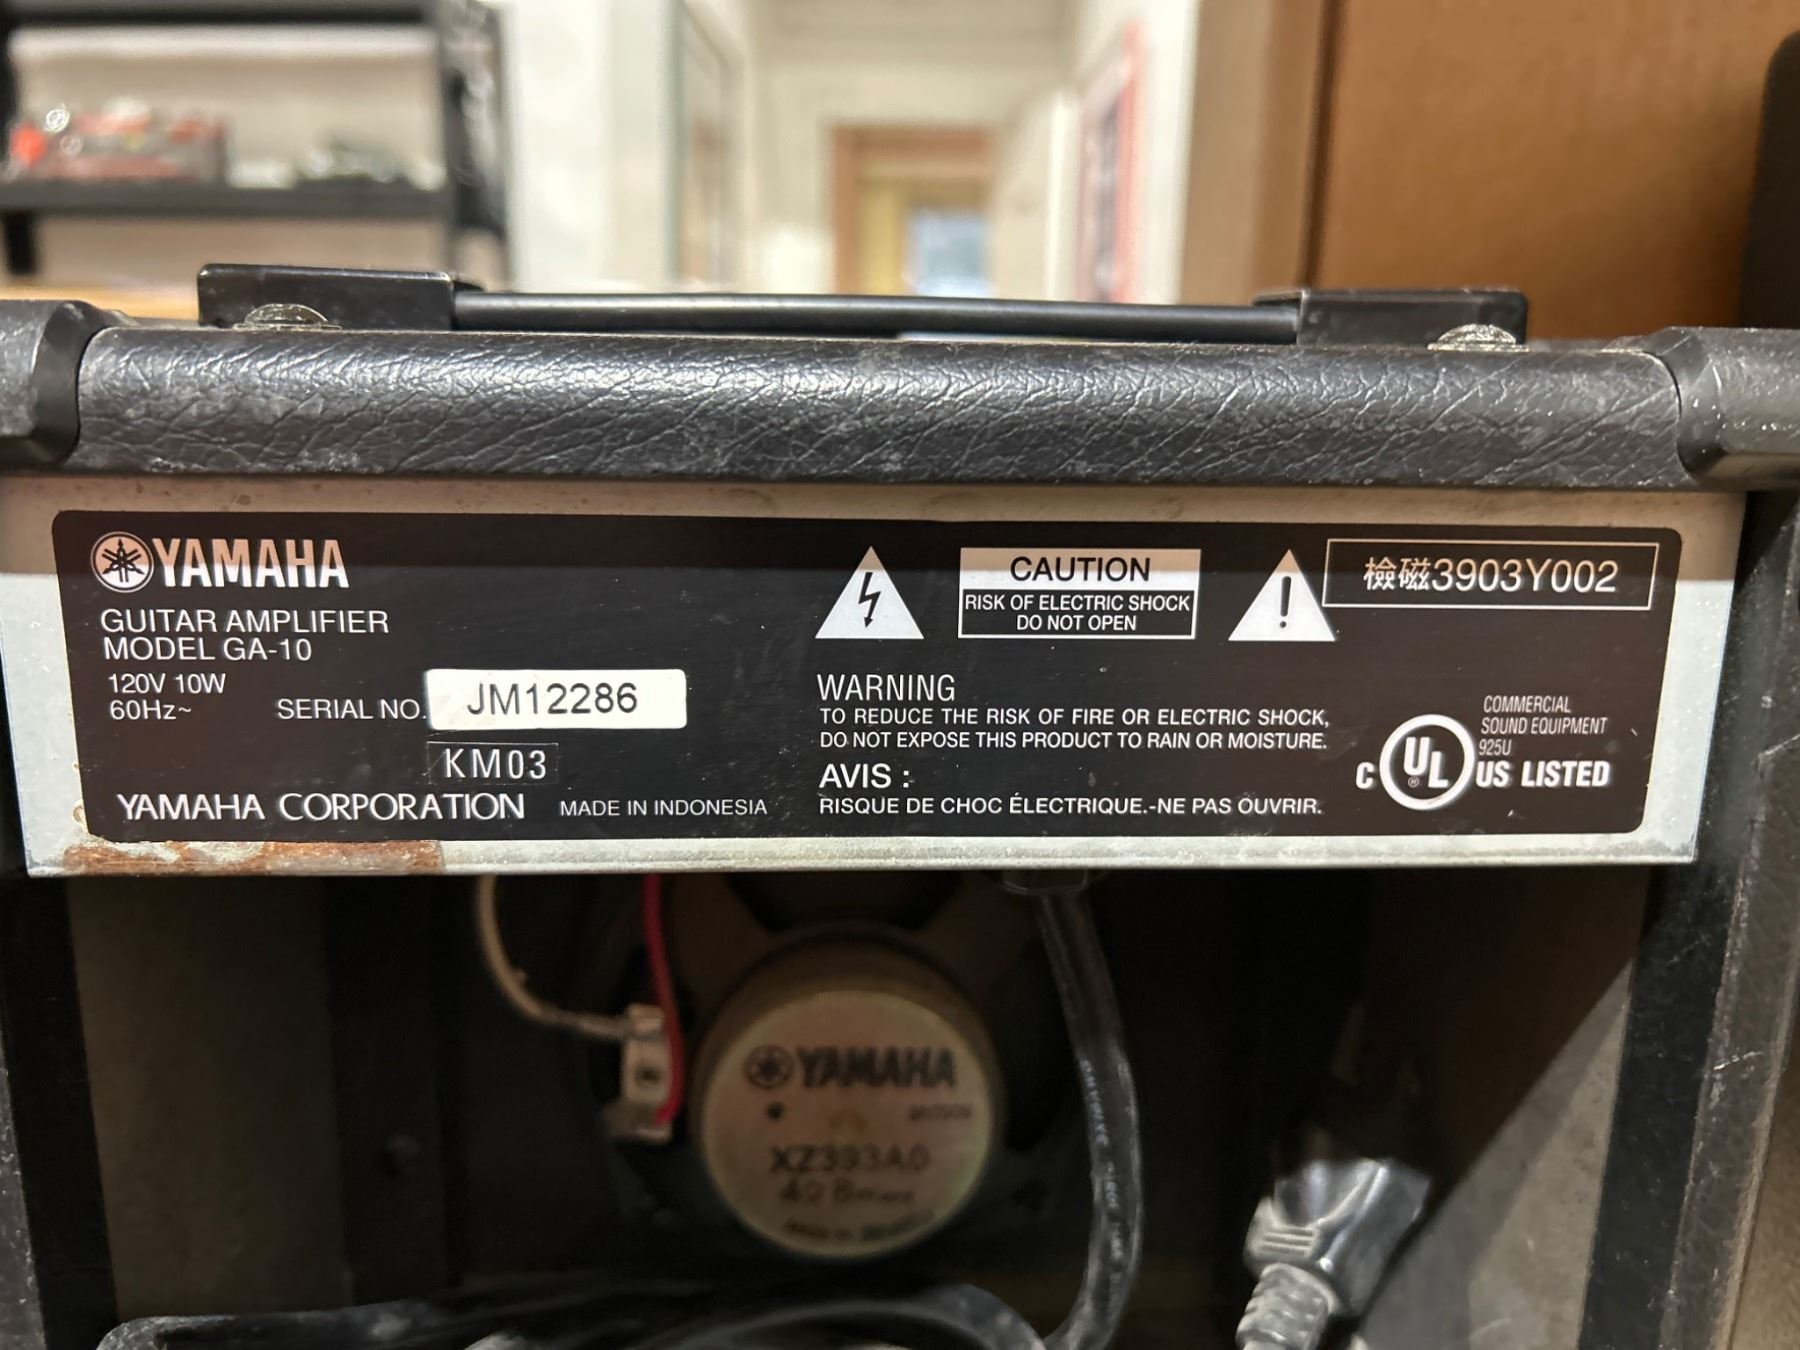 YAMAHA
GUITAR AMPLIFIER
MODEL GA-10
120V 10W
60Hz~
SERIAL NO. JM12286
KM03
YAMAHA CORPORATION MADE IN INDONESIA
CAUTION
RISK OF ELECTRIC SHOCK
DO NOT OPEN
檢磁3903Y002
WARNING
TO REDUCE THE RISK OF FIRE OR ELECTRIC SHOCK,
DO NOT EXPOSE THIS PRODUCT TO RAIN OR MOISTURE.
AVIS :
RISQUE DE CHOC ÉLECTRIQUE.-NE PAS OUVRIR.
COMMERCIAL
SOUND EQUIPMENT
925U
C UL ® US LISTED
YAMAHA
XZ393A0